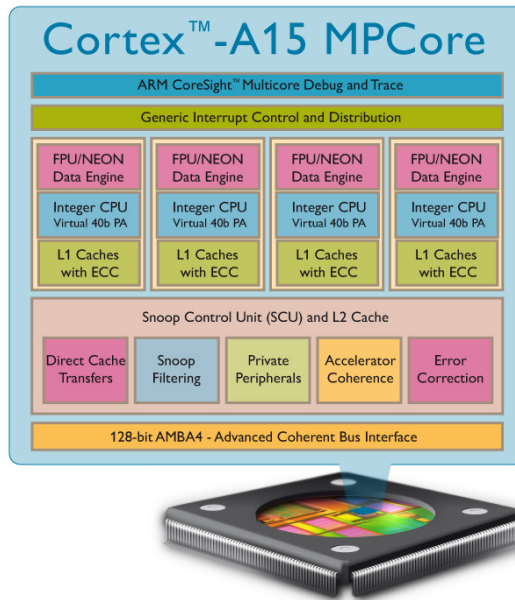 Cortex™-A15 MPCore
ARM CoreSight™ Multicore Debug and Trace
Generic Interrupt Control and Distribution
FPU/NEON
Data Engine
Integer CPU
Virtual 40b PA
L1 Caches
with ECC
FPU/NEON
Data Engine
Integer CPU
Virtual 40b PA
L1 Caches
with ECC
FPU/NEON
Data Engine
Integer CPU
Virtual 40b PA
L1 Caches
with ECC
FPU/NEON
Data Engine
Integer CPU
Virtual 40b PA
L1 Caches
with ECC
Snoop Control Unit (SCU) and L2 Cache
Direct Cache
Transfers
Snoop
Filtering
Private
Peripherals
Accelerator
Coherence
Error
Correction
128-bit AMBA4 - Advanced Coherent Bus Interface